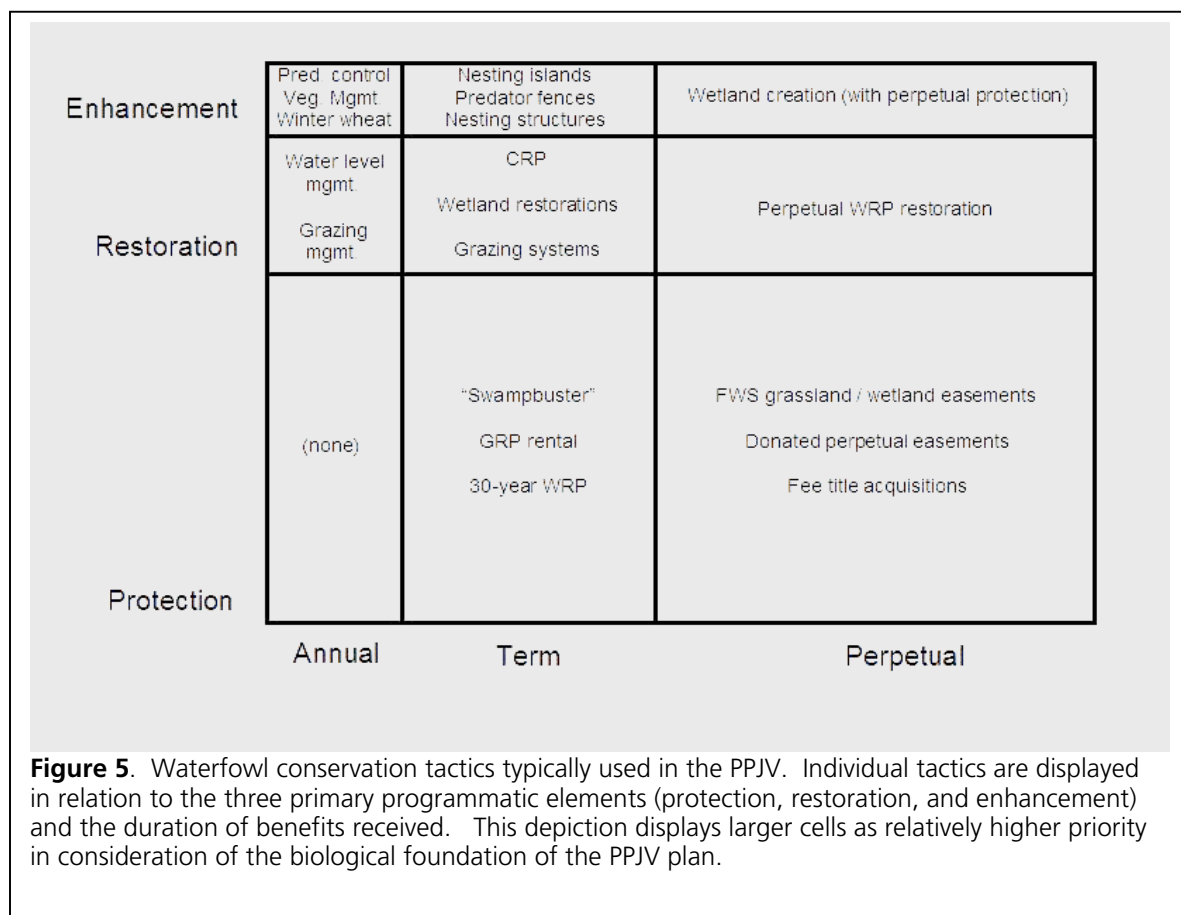 Enhancement
Pred. control
Veg. Mgmt.
Winter wheat
Nesting islands
Predator fences
Nesting structures
Wetland creation (with perpetual protection)
Restoration
Water level
mgmt.
Grazing
mgmt.
CRP
Wetland restorations
Grazing systems
Perpetual WRP restoration
Protection
(none)
"Swampbuster"
GRP rental
30-year WRP
FWS grassland / wetland easements
Donated perpetual easements
Fee title acquisitions
Annual
Term
Perpetual
Figure 5. Waterfowl conservation tactics typically used in the PPJV. Individual tactics are displayed
in relation to the three primary programmatic elements (protection, restoration, and enhancement)
and the duration of benefits received. This depiction displays larger cells as relatively higher priority
in consideration of the biological foundation of the PPJV plan.